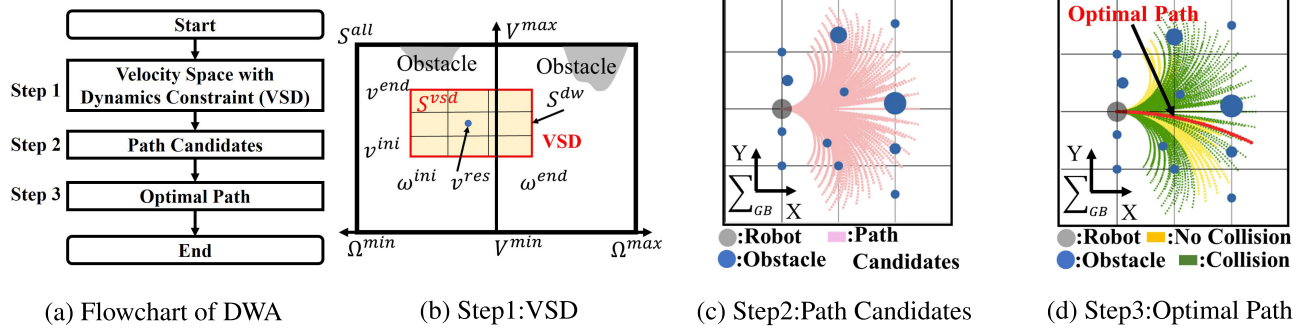 Start
Step 1
Velocity Space with
Dynamics Constraint (VSD)
Step 2
Path Candidates
Step 3
Optimal Path
End
(a) Flowchart of DWA
S^{all}
V^{max}
Obstacle
Obstacle
v^{end}
S^{vsd}
S^{dw}
VSD
v^{ini}
ω^{ini}
v^{res}
ω^{end}
Ω^{min}
V^{min}
Ω^{max}
(b) Step1:VSD
Y
∑_{GB}
X
:Robot
:Path
:Obstacle
Candidates
(c) Step2:Path Candidates
Optimal Path
Y
∑_{GB}
X
:Robot
:No Collision
:Obstacle
:Collision
(d) Step3:Optimal Path